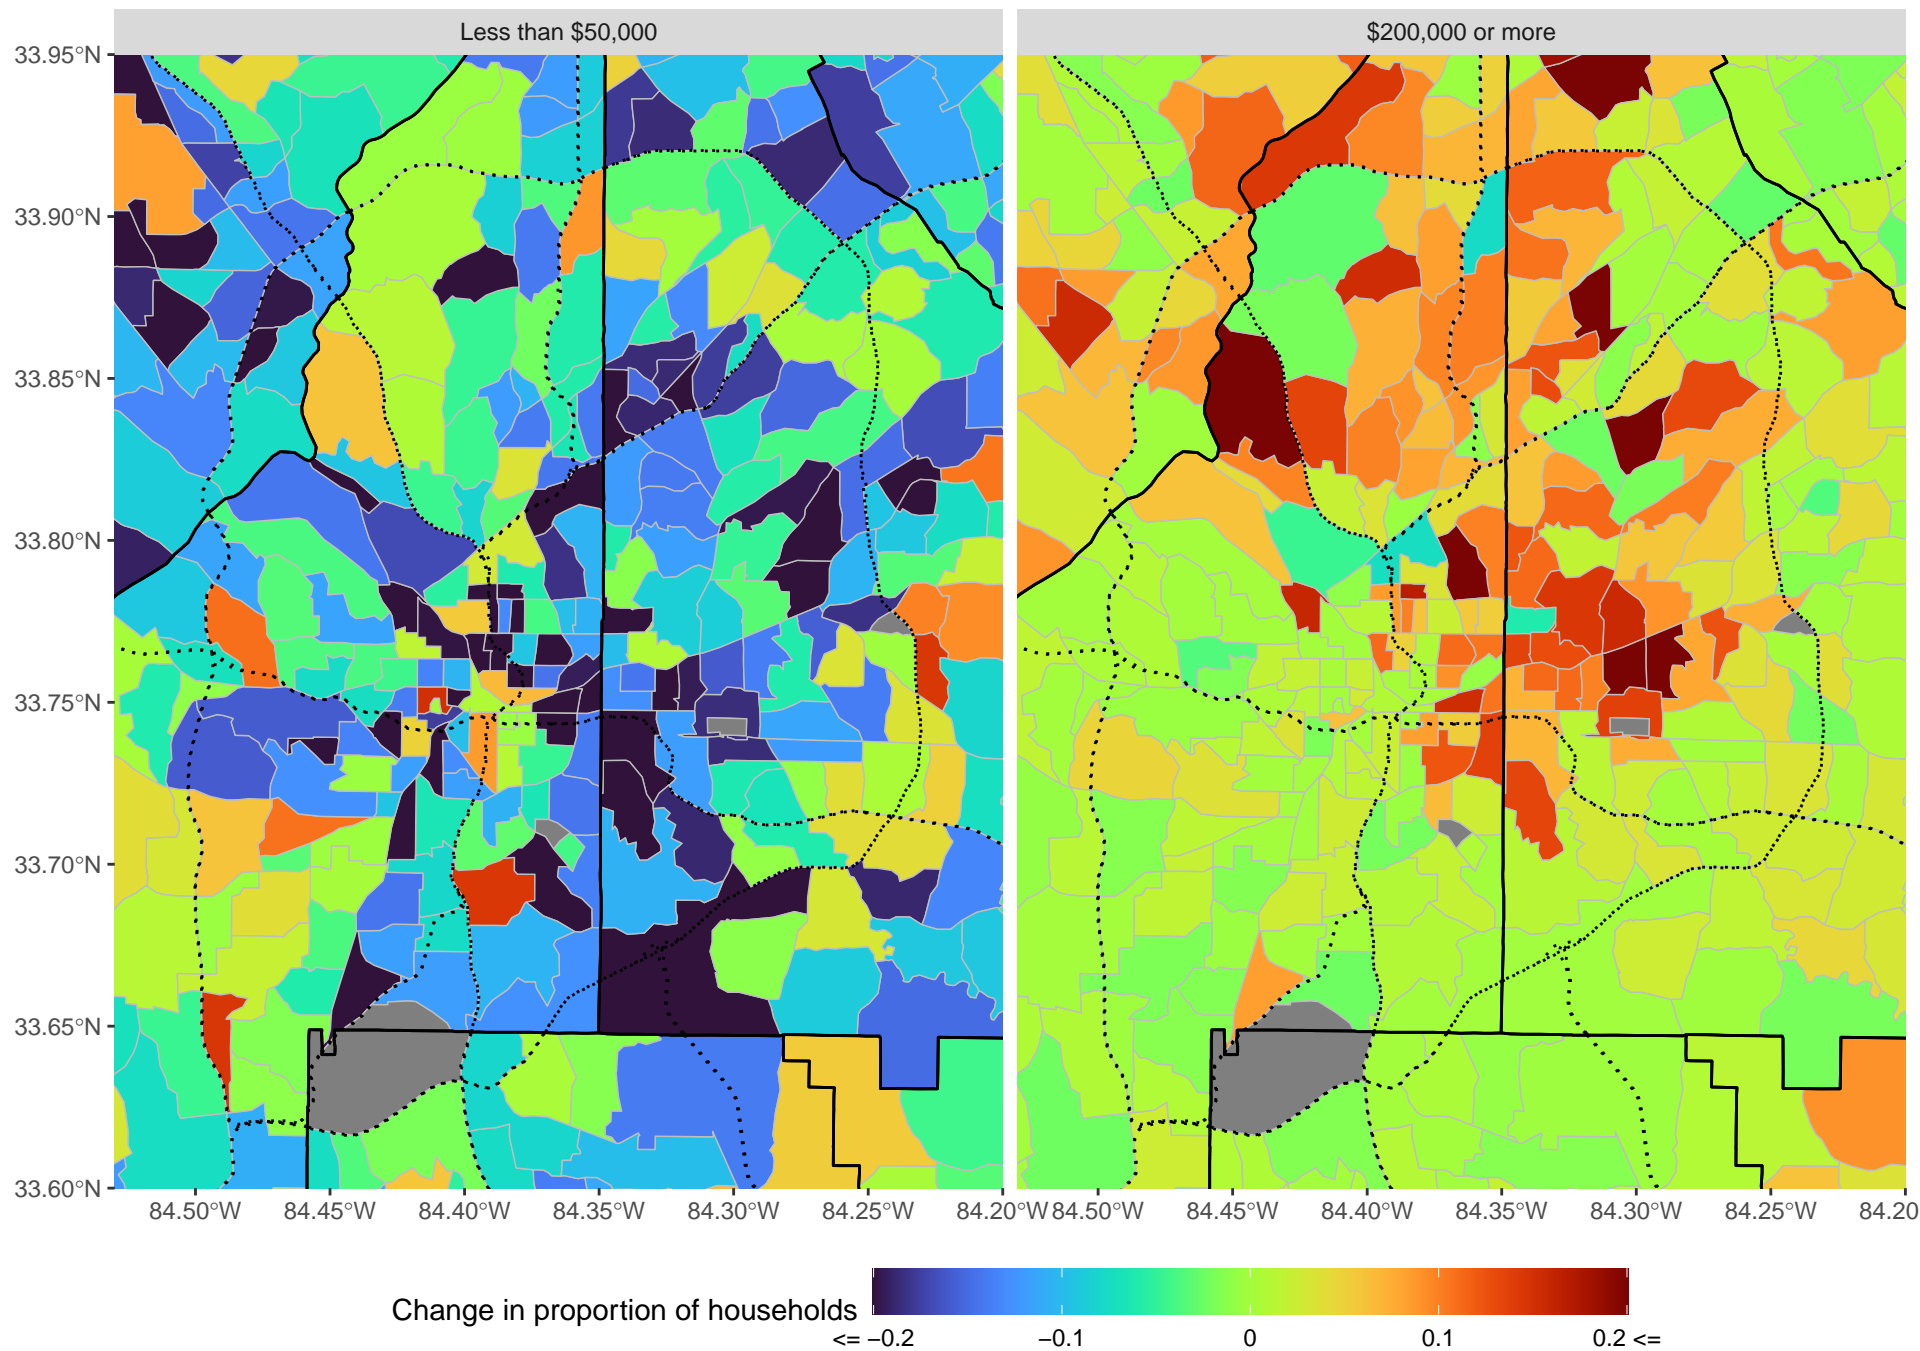 Less than $50,000
$200,000 or more
33.95°N
33.90°N
33.85°N
33.80°N
33.75°N
33.70°N
33.65°N
33.60°N
84.50°W 84.45°W 84.40°W 84.35°W 84.30°W 84.25°W 84.20°W
84.50°W 84.45°W 84.40°W 84.35°W 84.30°W 84.25°W 84.20
Change in proportion of households
<= −0.2 −0.1 0 0.1 0.2 <=